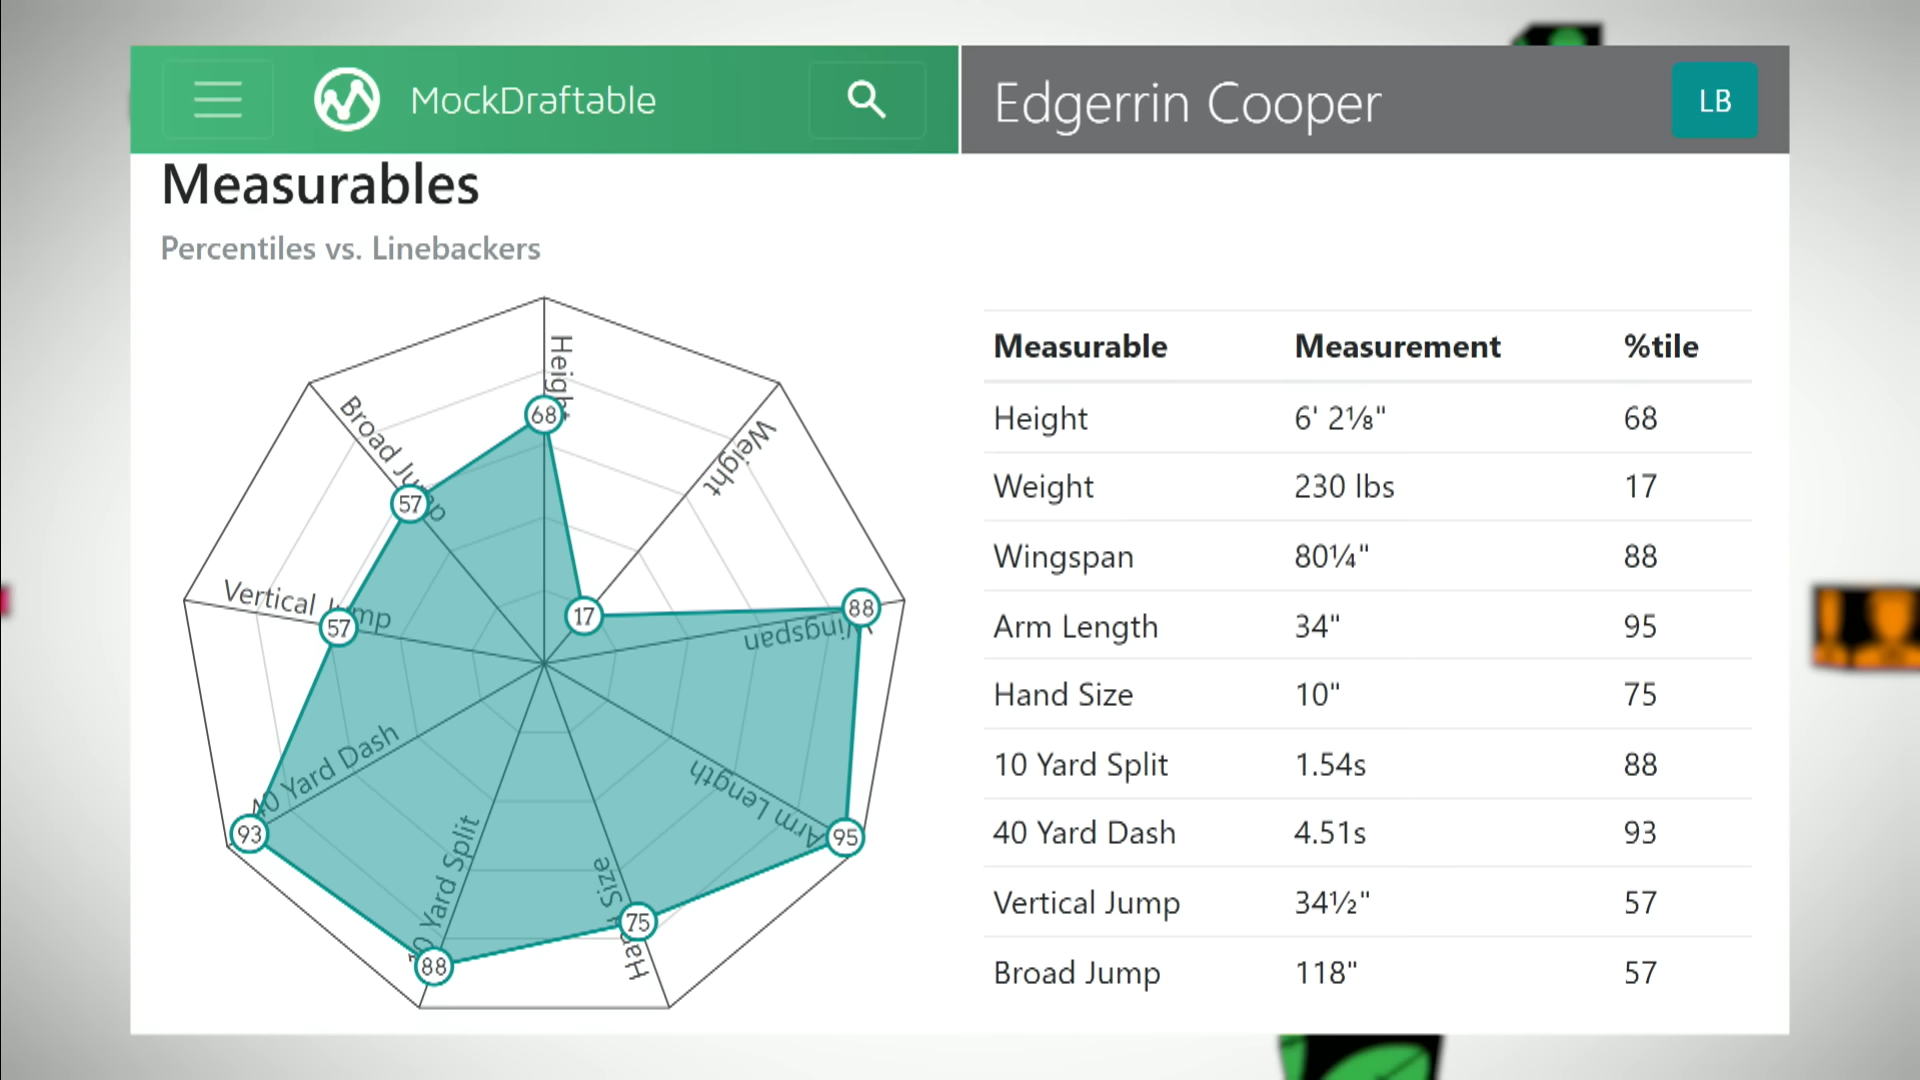 MockDraftable
Edgerrin Cooper
LB
Measurables
Percentiles vs. Linebackers
Height
Weight
Wingspan
Arm Length
Hand Size
10 Yard Split
40 Yard Dash
Vertical Jump
Broad Jump
68
17
88
95
75
88
93
57
57
Measurable Measurement %tile
Height 6' 2⅛" 68
Weight 230 lbs 17
Wingspan 80¼" 88
Arm Length 34" 95
Hand Size 10" 75
10 Yard Split 1.54s 88
40 Yard Dash 4.51s 93
Vertical Jump 34½" 57
Broad Jump 118" 57